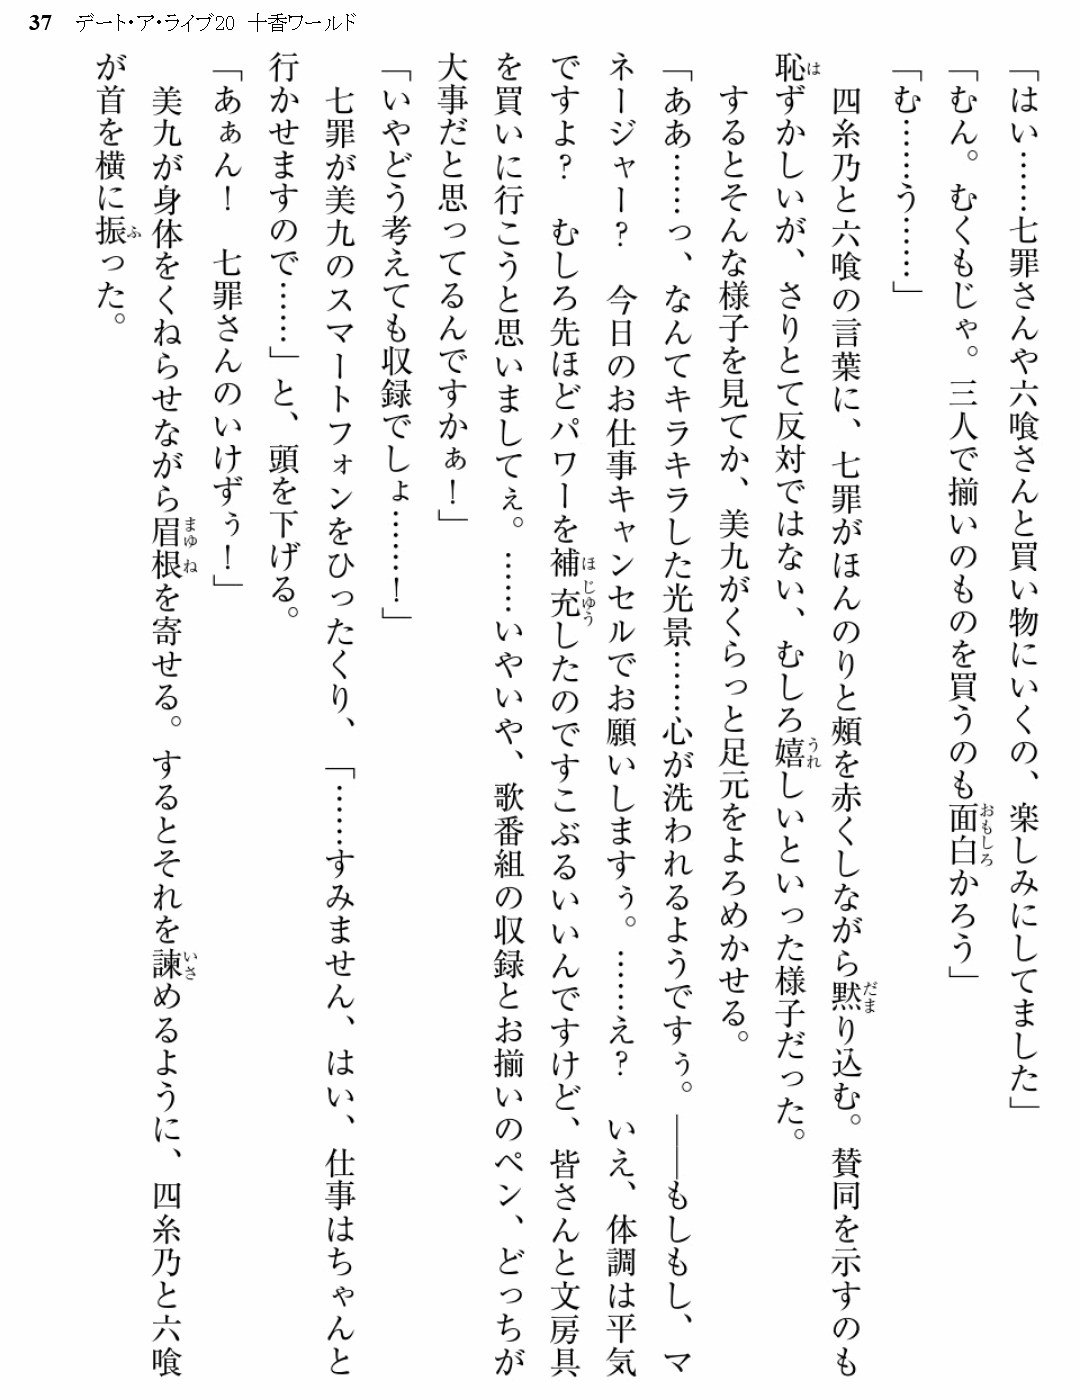 37 デート・ア・ライブ20 十香ワールド
「はい……七罪さんや六喰さんと買い物にいくの、楽しみにしてました」
「むん。むくもじゃ。三人で揃いのものを買うのも面白かろう」
「む……う……」
　四糸乃と六喰の言葉に、七罪がほんのりと頬を赤くしながら黙り込む。賛同を示すのも
恥ずかしいが、さりとて反対ではない、むしろ嬉しいといった様子だった。
　するとそんな様子を見てか、美九がくらっと足元をよろめかせる。
「ああ……っ、なんてキラキラした光景……心が洗われるようですぅ。――もしもし、マ
ネージャー？　今日のお仕事キャンセルでお願いしますぅ。……え？　いえ、体調は平気
ですよ？　むしろ先ほどパワーを補充したのですこぶるいいんですけど、皆さんと文房具
を買いに行こうと思いましてぇ。……いやいや、歌番組の収録とお揃いのペン、どっちが
大事だと思ってるんですかぁ！」
「いやどう考えても収録でしょ……！」
　七罪が美九のスマートフォンをひったくり、「……すみません、はい、仕事はちゃんと
行かせますので……」と、頭を下げる。
「あぁん！　七罪さんのいけずぅ！」
　美九が身体をくねらせながら眉根を寄せる。するとそれを諫めるように、四糸乃と六喰
が首を横に振った。